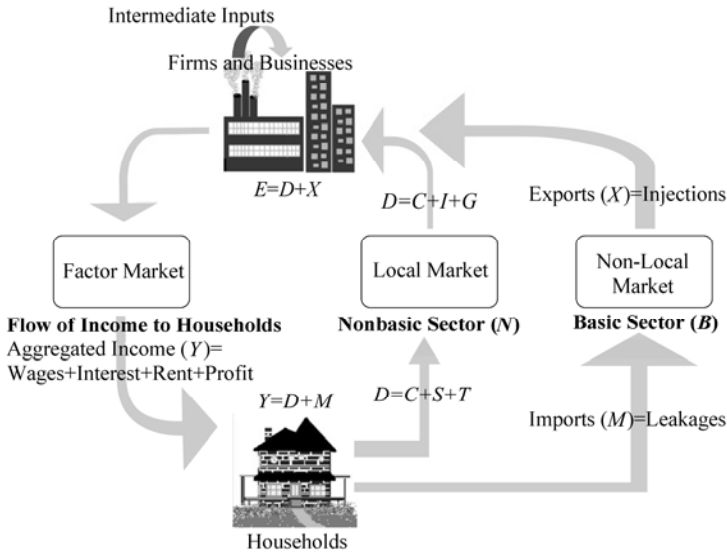 Intermediate Inputs
Firms and Businesses
E=D+X
D=C+I+G
Exports (X)=Injections
Factor Market
Local Market
Non-Local
Market
Flow of Income to Households
Aggregated Income (Y)=
Wages+Interest+Rent+Profit
Nonbasic Sector (N)
Basic Sector (B)
Y=D+M
D=C+S+T
Imports (M)=Leakages
Households